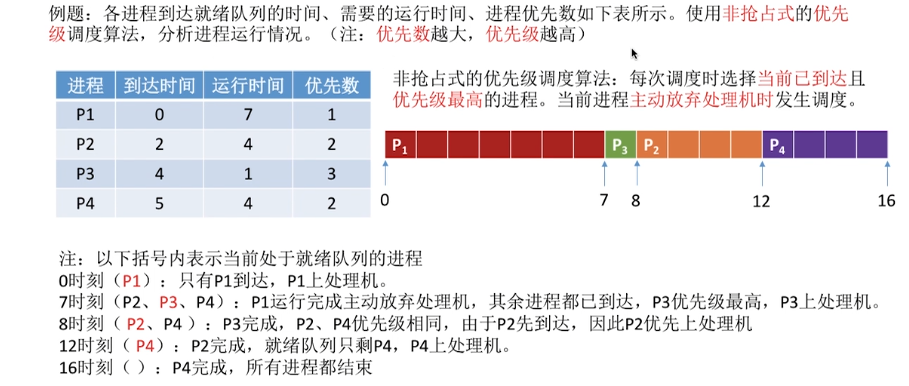 例题：各进程到达就绪队列的时间、需要的运行时间、进程优先数如下表所示。使用非抢占式的优先
级调度算法，分析进程运行情况。（注：优先数越大，优先级越高）
进程 到达时间 运行时间 优先数
P1 0 7 1
P2 2 4 2
P3 4 1 3
P4 5 4 2
非抢占式的优先级调度算法：每次调度时选择当前已到达且
优先级最高的进程。当前进程主动放弃处理机时发生调度。
P1 P3 P2 P4
0 7 8 12 16
注：以下括号内表示当前处于就绪队列的进程
0时刻（P1）：只有P1到达，P1上处理机。
7时刻（P2、P3、P4）：P1运行完成主动放弃处理机，其余进程都已到达，P3优先级最高，P3上处理机。
8时刻（ P2、P4 ）：P3完成，P2、P4优先级相同，由于P2先到达，因此P2优先上处理机
12时刻（ P4）：P2完成，就绪队列只剩P4，P4上处理机。
16时刻（ ）：P4完成，所有进程都结束